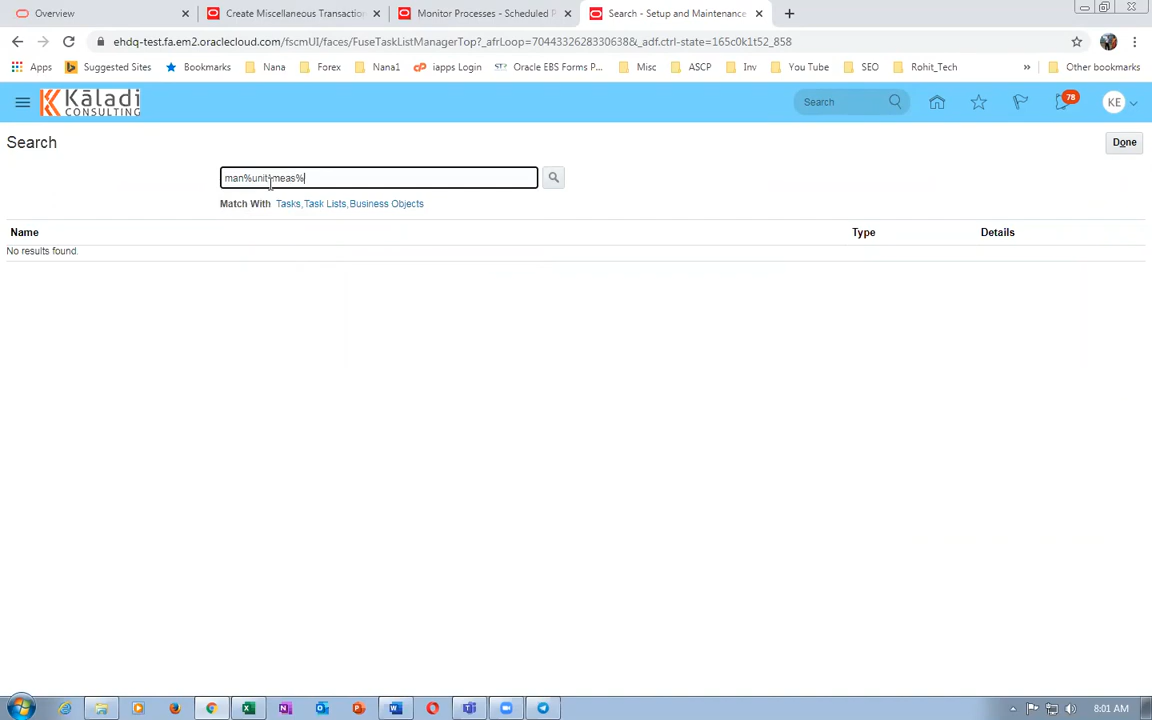 Overview
Create Miscellaneous Transactio
Monitor Processes - Scheduled P
Search - Setup and Maintenance
ehdq-test.fa.em2.oraclecloud.com/fscmUI/faces/FuseTaskListManagerTop?_afrLoop=7044332628330638&_adf.ctrl-state=165c0k1t52_858
Apps Suggested Sites Bookmarks Nana Forex Nana1 iapps Login Oracle EBS Forms P... Misc ASCP Inv You Tube SEO Rohit_Tech » Other bookmarks
Kāladi
CONSULTING
Search
78
KE
Search
Done
man%unit%meas%
Match With Tasks,Task Lists,Business Objects
Name Type Details
No results found.
8:01 AM